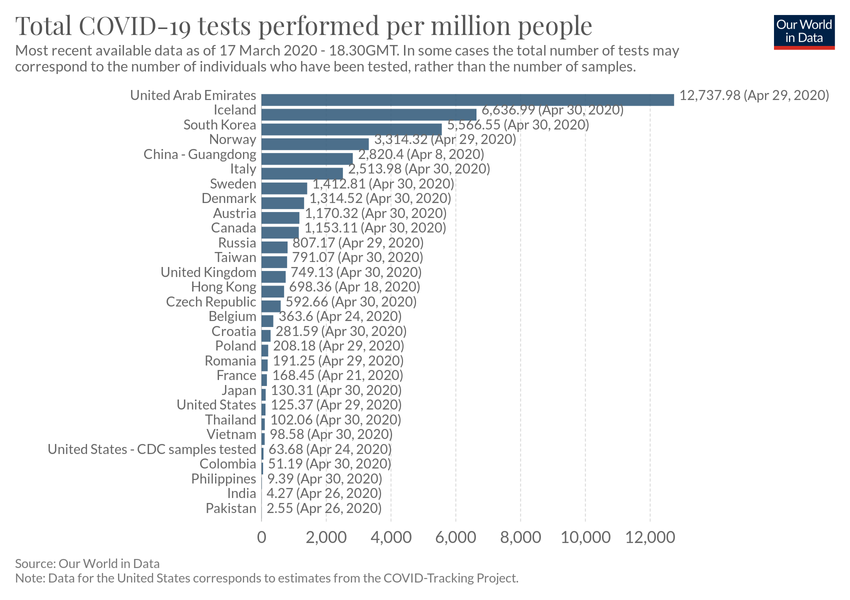 Total COVID-19 tests performed per million people
Our World
in Data
Most recent available data as of 17 March 2020 - 18.30GMT. In some cases the total number of tests may
correspond to the number of individuals who have been tested, rather than the number of samples.
United Arab Emirates 12,737.98 (Apr 29, 2020)
Iceland 6,636.99 (Apr 30, 2020)
South Korea 5,566.55 (Apr 30, 2020)
Norway 3,314.32 (Apr 29, 2020)
China - Guangdong 2,820.4 (Apr 8, 2020)
Italy 2,513.98 (Apr 30, 2020)
Sweden 1,412.81 (Apr 30, 2020)
Denmark 1,314.52 (Apr 30, 2020)
Austria 1,170.32 (Apr 30, 2020)
Canada 1,153.11 (Apr 30, 2020)
Russia 807.17 (Apr 29, 2020)
Taiwan 791.07 (Apr 30, 2020)
United Kingdom 749.13 (Apr 30, 2020)
Hong Kong 698.36 (Apr 18, 2020)
Czech Republic 592.66 (Apr 30, 2020)
Belgium 363.6 (Apr 24, 2020)
Croatia 281.59 (Apr 30, 2020)
Poland 208.18 (Apr 29, 2020)
Romania 191.25 (Apr 29, 2020)
France 168.45 (Apr 21, 2020)
Japan 130.31 (Apr 30, 2020)
United States 125.37 (Apr 29, 2020)
Thailand 102.06 (Apr 30, 2020)
Vietnam 98.58 (Apr 30, 2020)
United States - CDC samples tested 63.68 (Apr 24, 2020)
Colombia 51.19 (Apr 30, 2020)
Philippines 9.39 (Apr 30, 2020)
India 4.27 (Apr 26, 2020)
Pakistan 2.55 (Apr 26, 2020)
0 2,000 4,000 6,000 8,000 10,000 12,000
Source: Our World in Data
Note: Data for the United States corresponds to estimates from the COVID-Tracking Project.